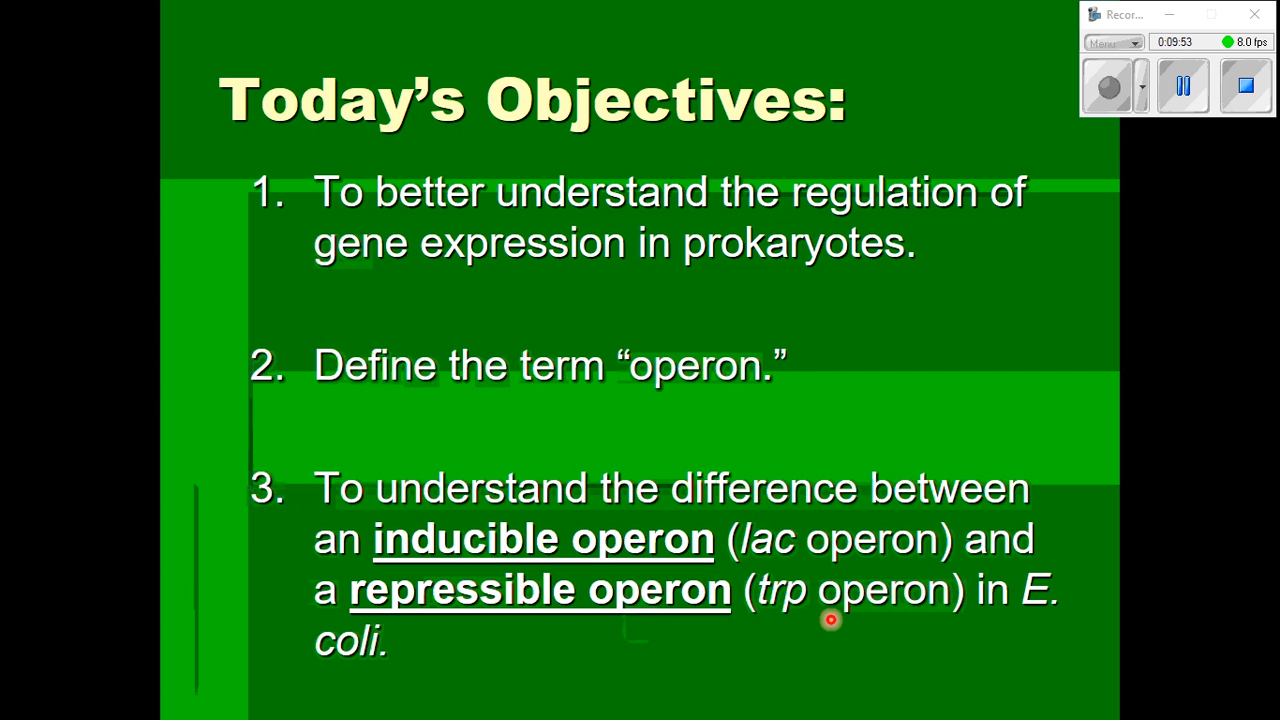 Recor...
Menu
0:09:53
8.0 fps
Today’s Objectives:
1. To better understand the regulation of
gene expression in prokaryotes.
2. Define the term “operon.”
3. To understand the difference between
an inducible operon (lac operon) and
a repressible operon (trp operon) in E.
coli.